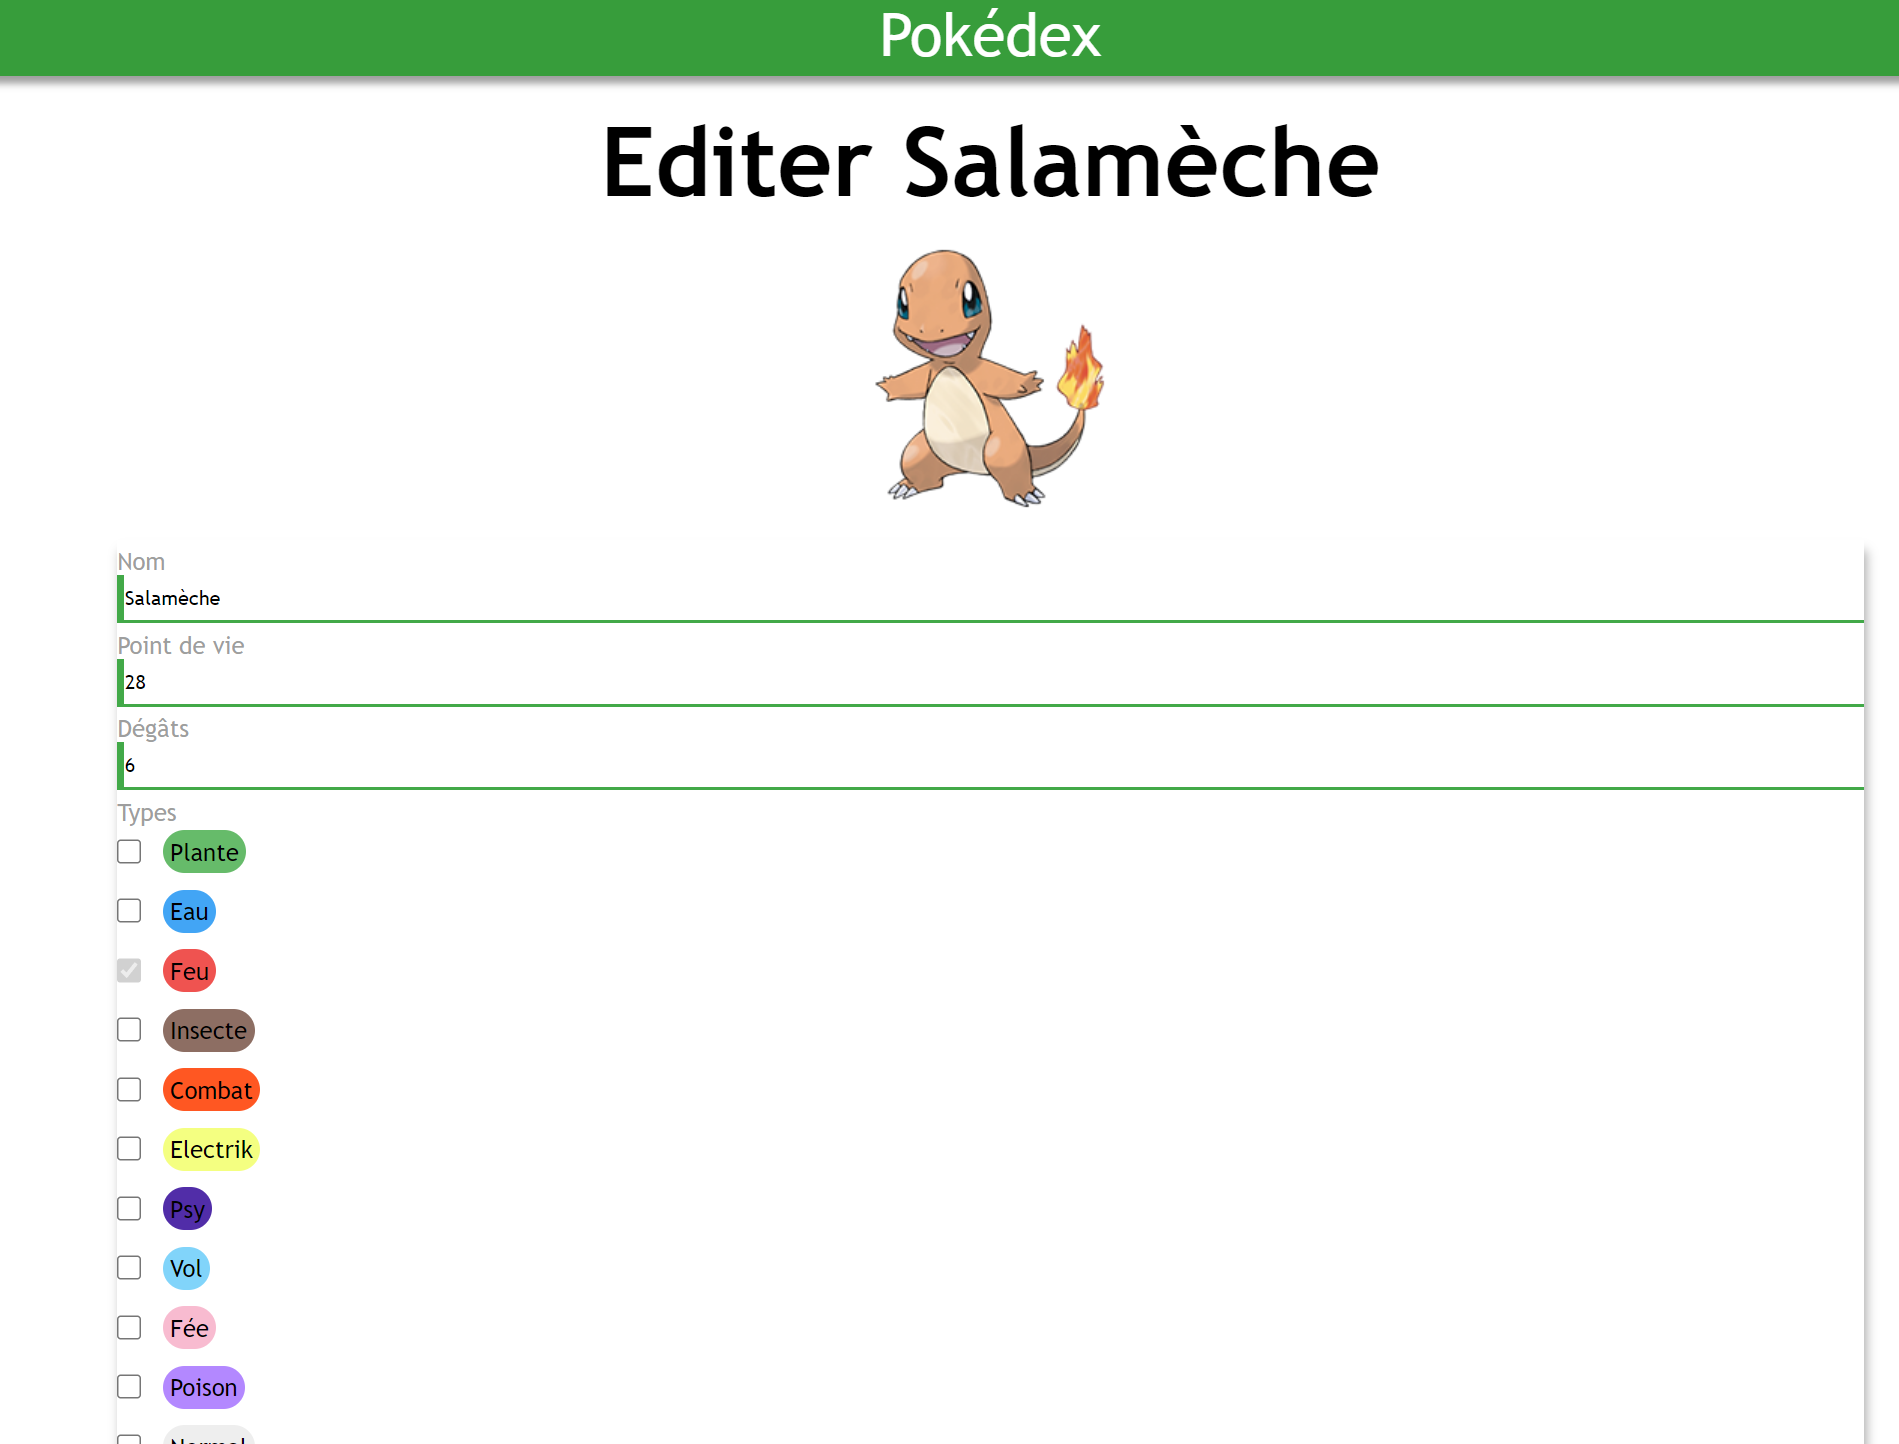 Pokédex
Editer Salamèche
Nom
Salamèche
Point de vie
28
Dégâts
6
Types
Plante
Eau
Feu
Insecte
Combat
Electrik
Psy
Vol
Fée
Poison
Normal